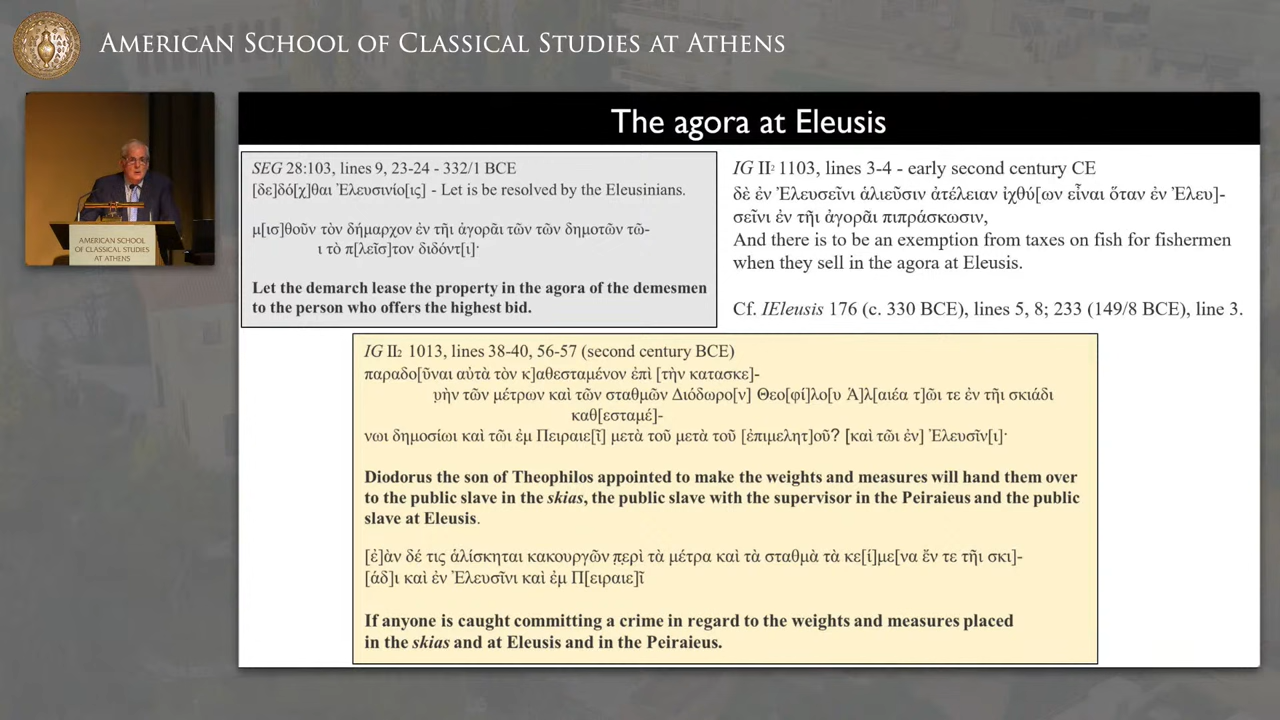 AMERICAN SCHOOL OF CLASSICAL STUDIES AT ATHENS
AMERICAN SCHOOL
OF CLASSICAL STUDIES
AT ATHENS
The agora at Eleusis
SEG 28:103, lines 9, 23-24 - 332/1 BCE
[δε]δό[χ]θαι Ἐλευσινίο[ις] - Let is be resolved by the Eleusinians.
μ[ισ]θοῦν τὸν δήμαρχον ἐν τῆι ἀγορᾶι τῶν τῶν δημοτῶν τῶ-
ι τὸ π[λεῖσ]τον διδόντ[ι]·
Let the demarch lease the property in the agora of the demesmen
to the person who offers the highest bid.
IG II² 1103, lines 3-4 - early second century CE
δὲ ἐν Ἐλευσεῖνι ἁλιεῦσιν ἀτέλειαν ἰχθύ[ων εἶναι ὅταν ἐν Ἐλευ]-
σεῖνι ἐν τῆι ἀγορᾶι πιπράσκωσιν,
And there is to be an exemption from taxes on fish for fishermen
when they sell in the agora at Eleusis.
Cf. IEleusis 176 (c. 330 BCE), lines 5, 8; 233 (149/8 BCE), line 3.
IG II₂ 1013, lines 38-40, 56-57 (second century BCE)
παραδο[ῦναι αὐτὰ τὸν κ]αθεσταμένον ἐπὶ [τὴν κατασκε]-
υὴν τῶν μέτρων καὶ τῶν σταθμῶν Διόδωρο[ν] Θεο[φί]λο[υ Ἁ]λ[αιέα τ]ῶι τε ἐν τῆι σκιάδι
καθ[εσταμέ]-
νωι δημοσίωι καὶ τῶι ἐμ Πειραιε[ῖ] μετὰ τοῦ μετὰ τοῦ [ἐπιμελητ]οῦ? [καὶ τῶι ἐν] Ἐλευσῖν[ι]·
Diodorus the son of Theophilos appointed to make the weights and measures will hand them over
to the public slave in the skias, the public slave with the supervisor in the Peiraieus and the public
slave at Eleusis.
[ἐ]ὰν δέ τις ἁλίσκηται κακουργῶν π̣ε̣ρὶ τὰ μέτρα καὶ τὰ σταθμὰ τὰ κε[ί]με[να ἔν τε τῆι σκι]-
[άδ]ι καὶ ἐν Ἐλευσῖνι καὶ ἐμ Π[ειραιε]ῖ
If anyone is caught committing a crime in regard to the weights and measures placed
in the skias and at Eleusis and in the Peiraieus.